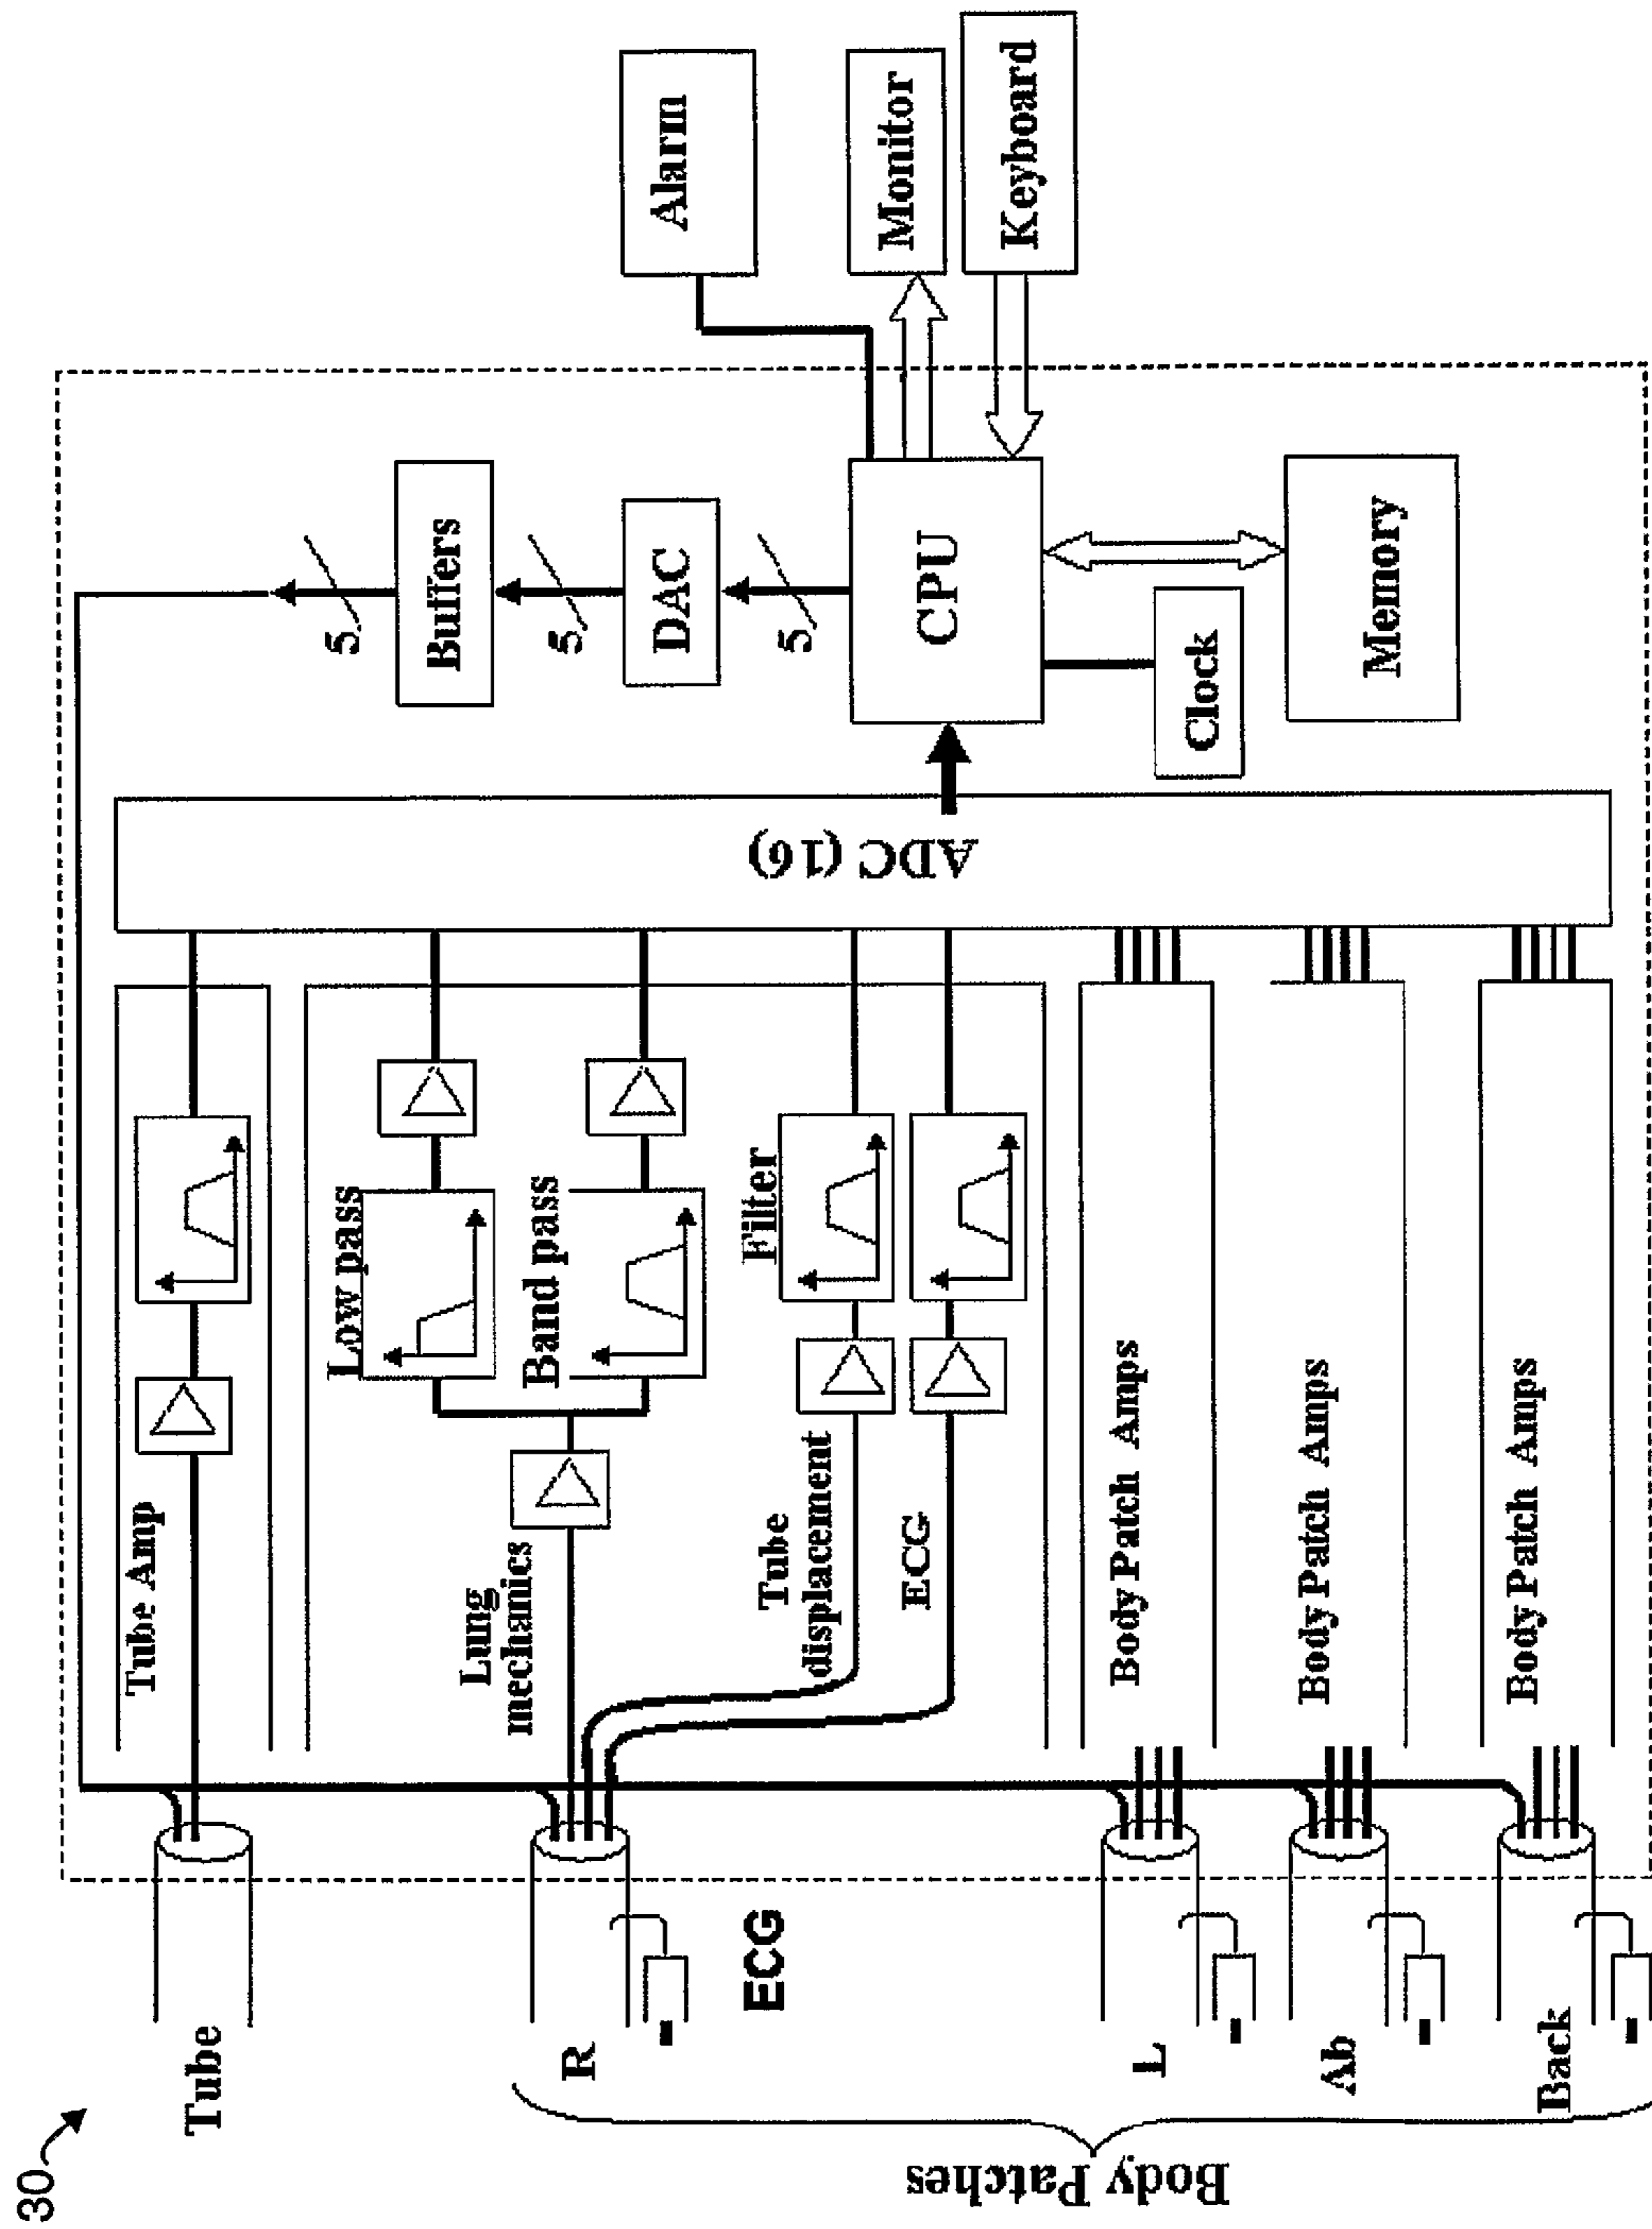 30
Tube
R
ECG
L
Ab
Back
Body Patches
Tube Amp
Lung
mechanics
Low pass
Band pass
Tube
displacement
Filter
ECG
Body Patch Amps
Body Patch Amps
Body Patch Amps
ADC (16)
5
Buffers
5
DAC
5
CPU
Clock
Memory
Alarm
Monitor
Keyboard